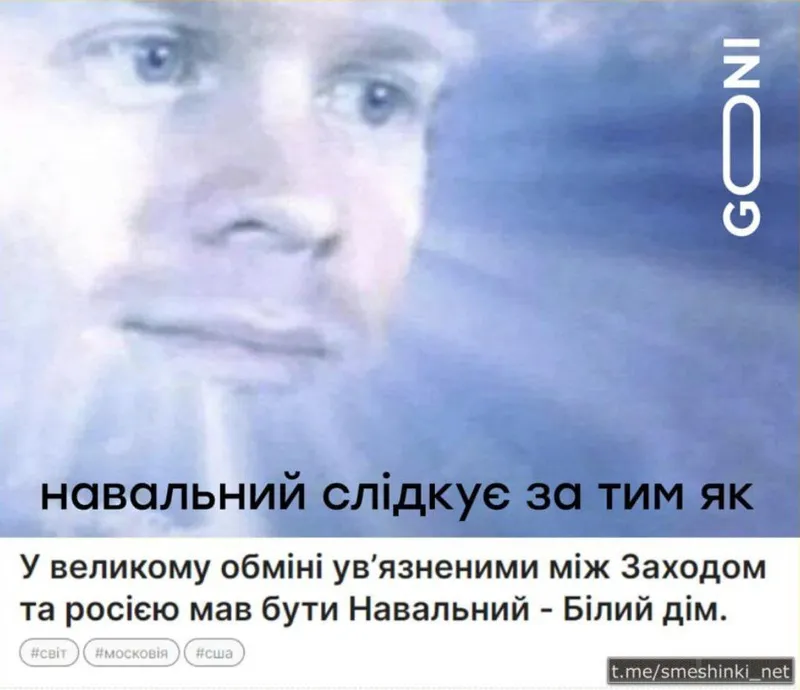 GONI
навальний слідкує за тим як
У великому обміні ув’язненими між Заходом
та росією мав бути Навальний - Білий дім.
#світ #московія #сша
t.me/smeshinki_net